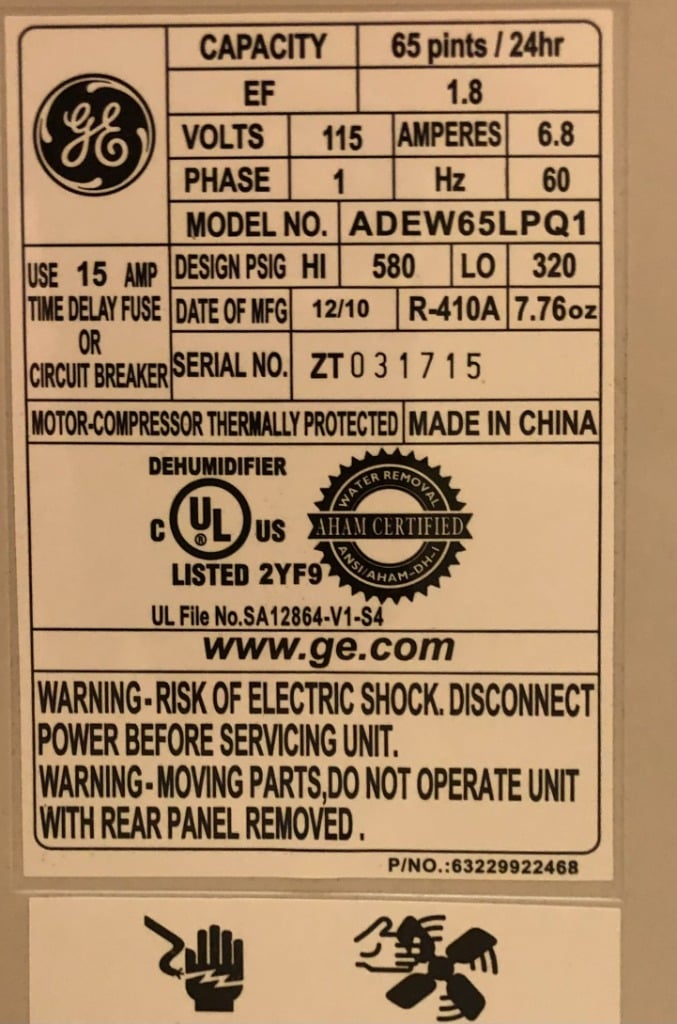 GE
CAPACITY 65 pints / 24hr
EF 1.8
VOLTS 115 AMPERES 6.8
PHASE 1 Hz 60
MODEL NO. ADEW65LPQ1
USE 15 AMP
TIME DELAY FUSE
OR
CIRCUIT BREAKER
DESIGN PSIG HI 580 LO 320
DATE OF MFG 12/10 R-410A 7.76oz
SERIAL NO. ZT031715
MOTOR-COMPRESSOR THERMALLY PROTECTED MADE IN CHINA
DEHUMIDIFIER
C UL ® US
LISTED 2YF9
WATER REMOVAL
AHAM CERTIFIED
ANSI/AHAM-DH-1
UL File No.SA12864-V1-S4
www.ge.com
WARNING-RISK OF ELECTRIC SHOCK. DISCONNECT
POWER BEFORE SERVICING UNIT.
WARNING-MOVING PARTS,DO NOT OPERATE UNIT
WITH REAR PANEL REMOVED .
P/NO.:63229922468